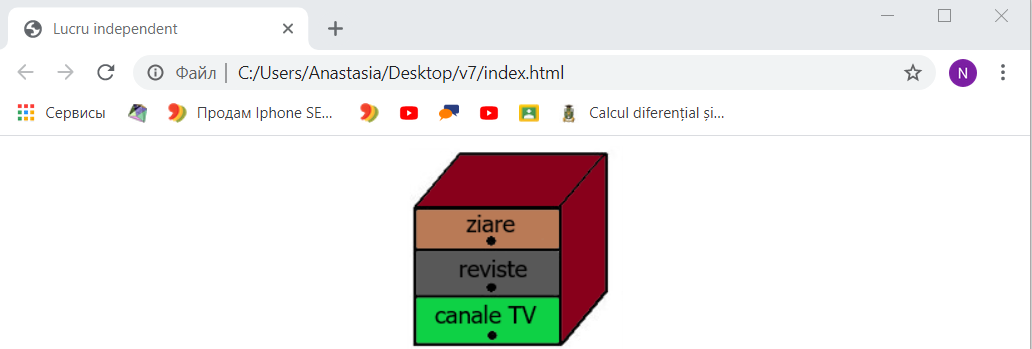 Lucru independent
Файл | C:/Users/Anastasia/Desktop/v7/index.html
N
Сервисы Продам Iphone SE... Calcul diferențial și...
ziare
reviste
canale TV